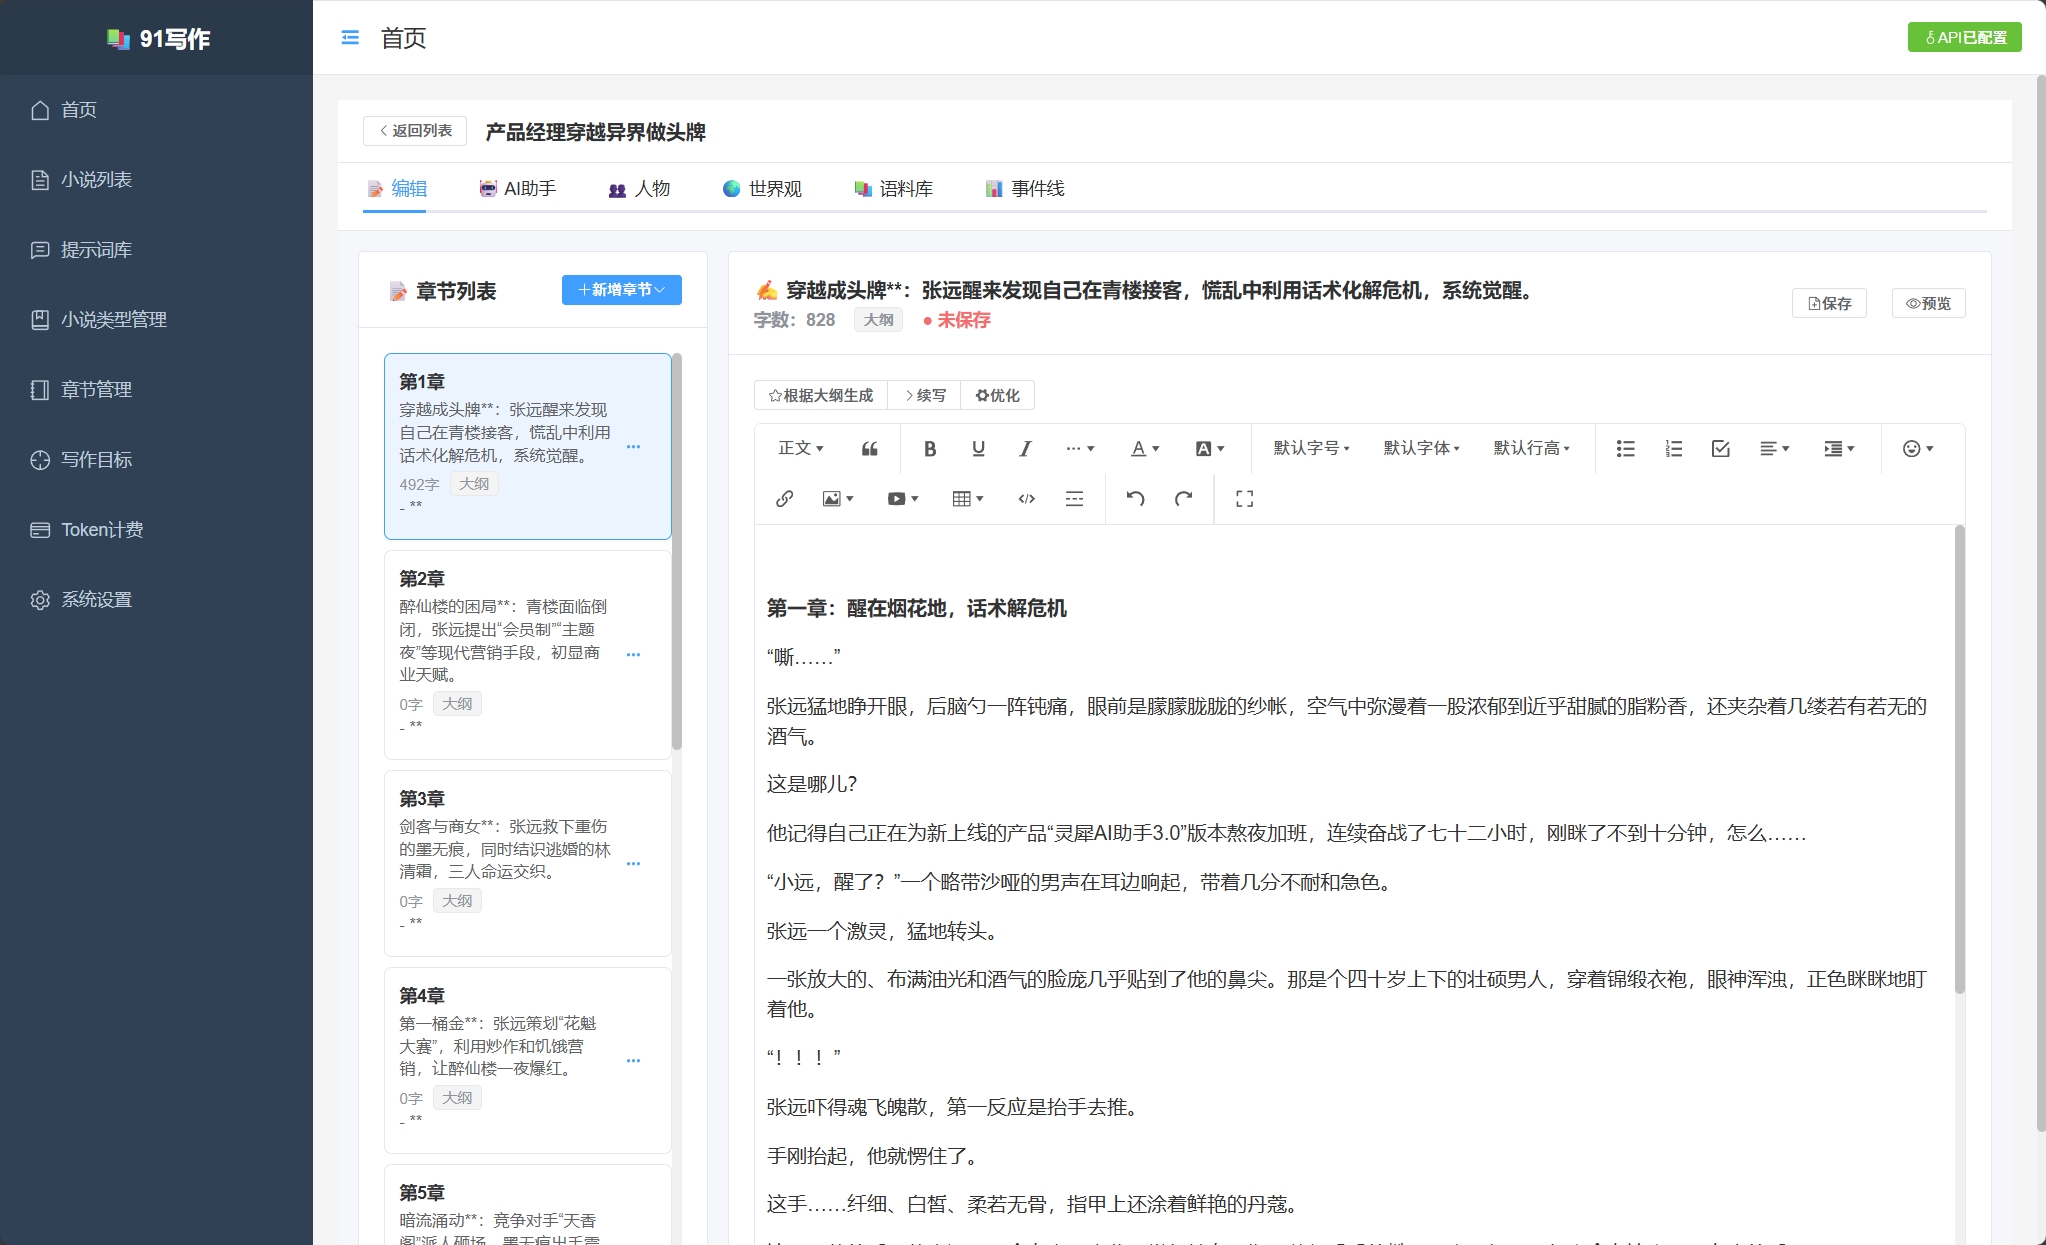 91写作
首页
API已配置
首页
小说列表
提示词库
小说类型管理
章节管理
写作目标
Token计费
系统设置
返回列表
产品经理穿越异界做头牌
编辑
AI助手
人物
世界观
语料库
事件线
章节列表
新增章节
第1章
穿越成头牌**：张远醒来发现
自己在青楼接客，慌乱中利用
话术化解危机，系统觉醒。
492字 大纲
- **
第2章
醉仙楼的困局**：青楼面临倒
闭，张远提出“会员制”“主题
夜”等现代营销手段，初显商
业天赋。
0字 大纲
- **
第3章
剑客与商女**：张远救下重伤
的墨无痕，同时结识逃婚的林
清霜，三人命运交织。
0字 大纲
- **
第4章
第一桶金**：张远策划“花魁
大赛”，利用炒作和饥饿营
销，让醉仙楼一夜爆红。
0字 大纲
- **
第5章
暗流涌动**：竞争对手“天香
阁”派人砸场，墨无痕出手震
穿越成头牌**：张远醒来发现自己在青楼接客，慌乱中利用话术化解危机，系统觉醒。
字数：828 大纲 ● 未保存
保存
预览
根据大纲生成
续写
优化
正文
默认字号
默认字体
默认行高
第一章：醒在烟花地，话术解危机
“嘶……”
张远猛地睁开眼，后脑勺一阵钝痛，眼前是朦朦胧胧的纱帐，空气中弥漫着一股浓郁到近乎甜腻的脂粉香，还夹杂着几缕若有若无的
酒气。
这是哪儿？
他记得自己正在为新上线的产品“灵犀AI助手3.0”版本熬夜加班，连续奋战了七十二小时，刚眯了不到十分钟，怎么……
“小远，醒了？”一个略带沙哑的男声在耳边响起，带着几分不耐和急色。
张远一个激灵，猛地转头。
一张放大的、布满油光和酒气的脸庞几乎贴到了他的鼻尖。那是个四十岁上下的壮硕男人，穿着锦缎衣袍，眼神浑浊，正色眯眯地盯
着他。
“！！！”
张远吓得魂飞魄散，第一反应是抬手去推。
手刚抬起，他就愣住了。
这手……纤细、白皙、柔若无骨，指甲上还涂着鲜艳的丹蔻。